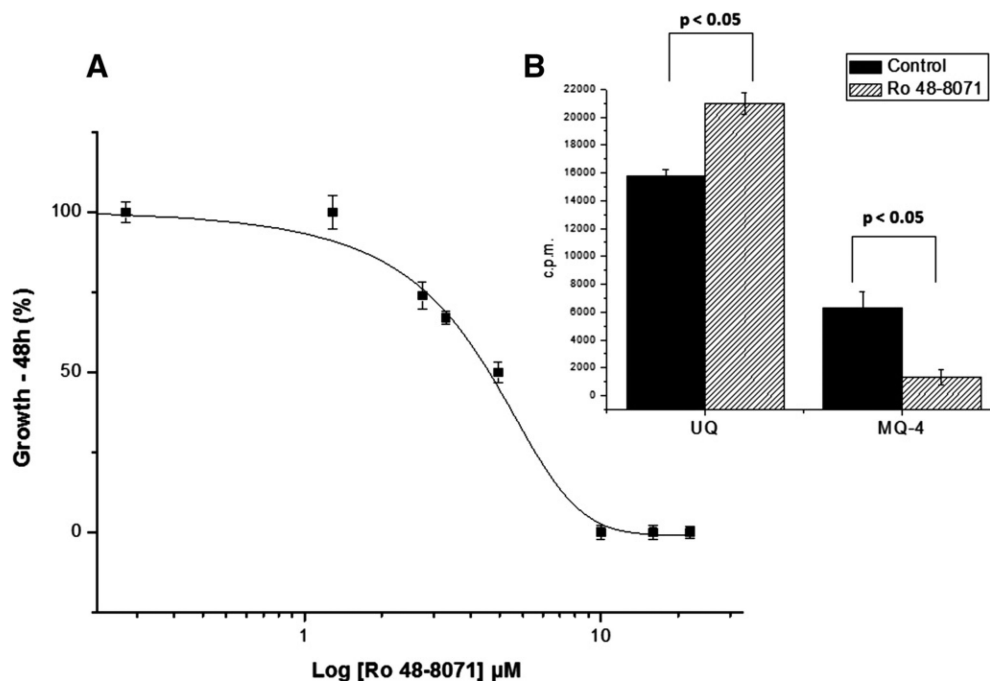 A
Growth - 48h (%)
100
50
0
1
10
Log [Ro 48-8071] µM
B
p < 0.05
Control
Ro 48-8071
c.p.m.
22000
20000
18000
16000
14000
12000
10000
8000
6000
4000
2000
0
p < 0.05
UQ
MQ-4